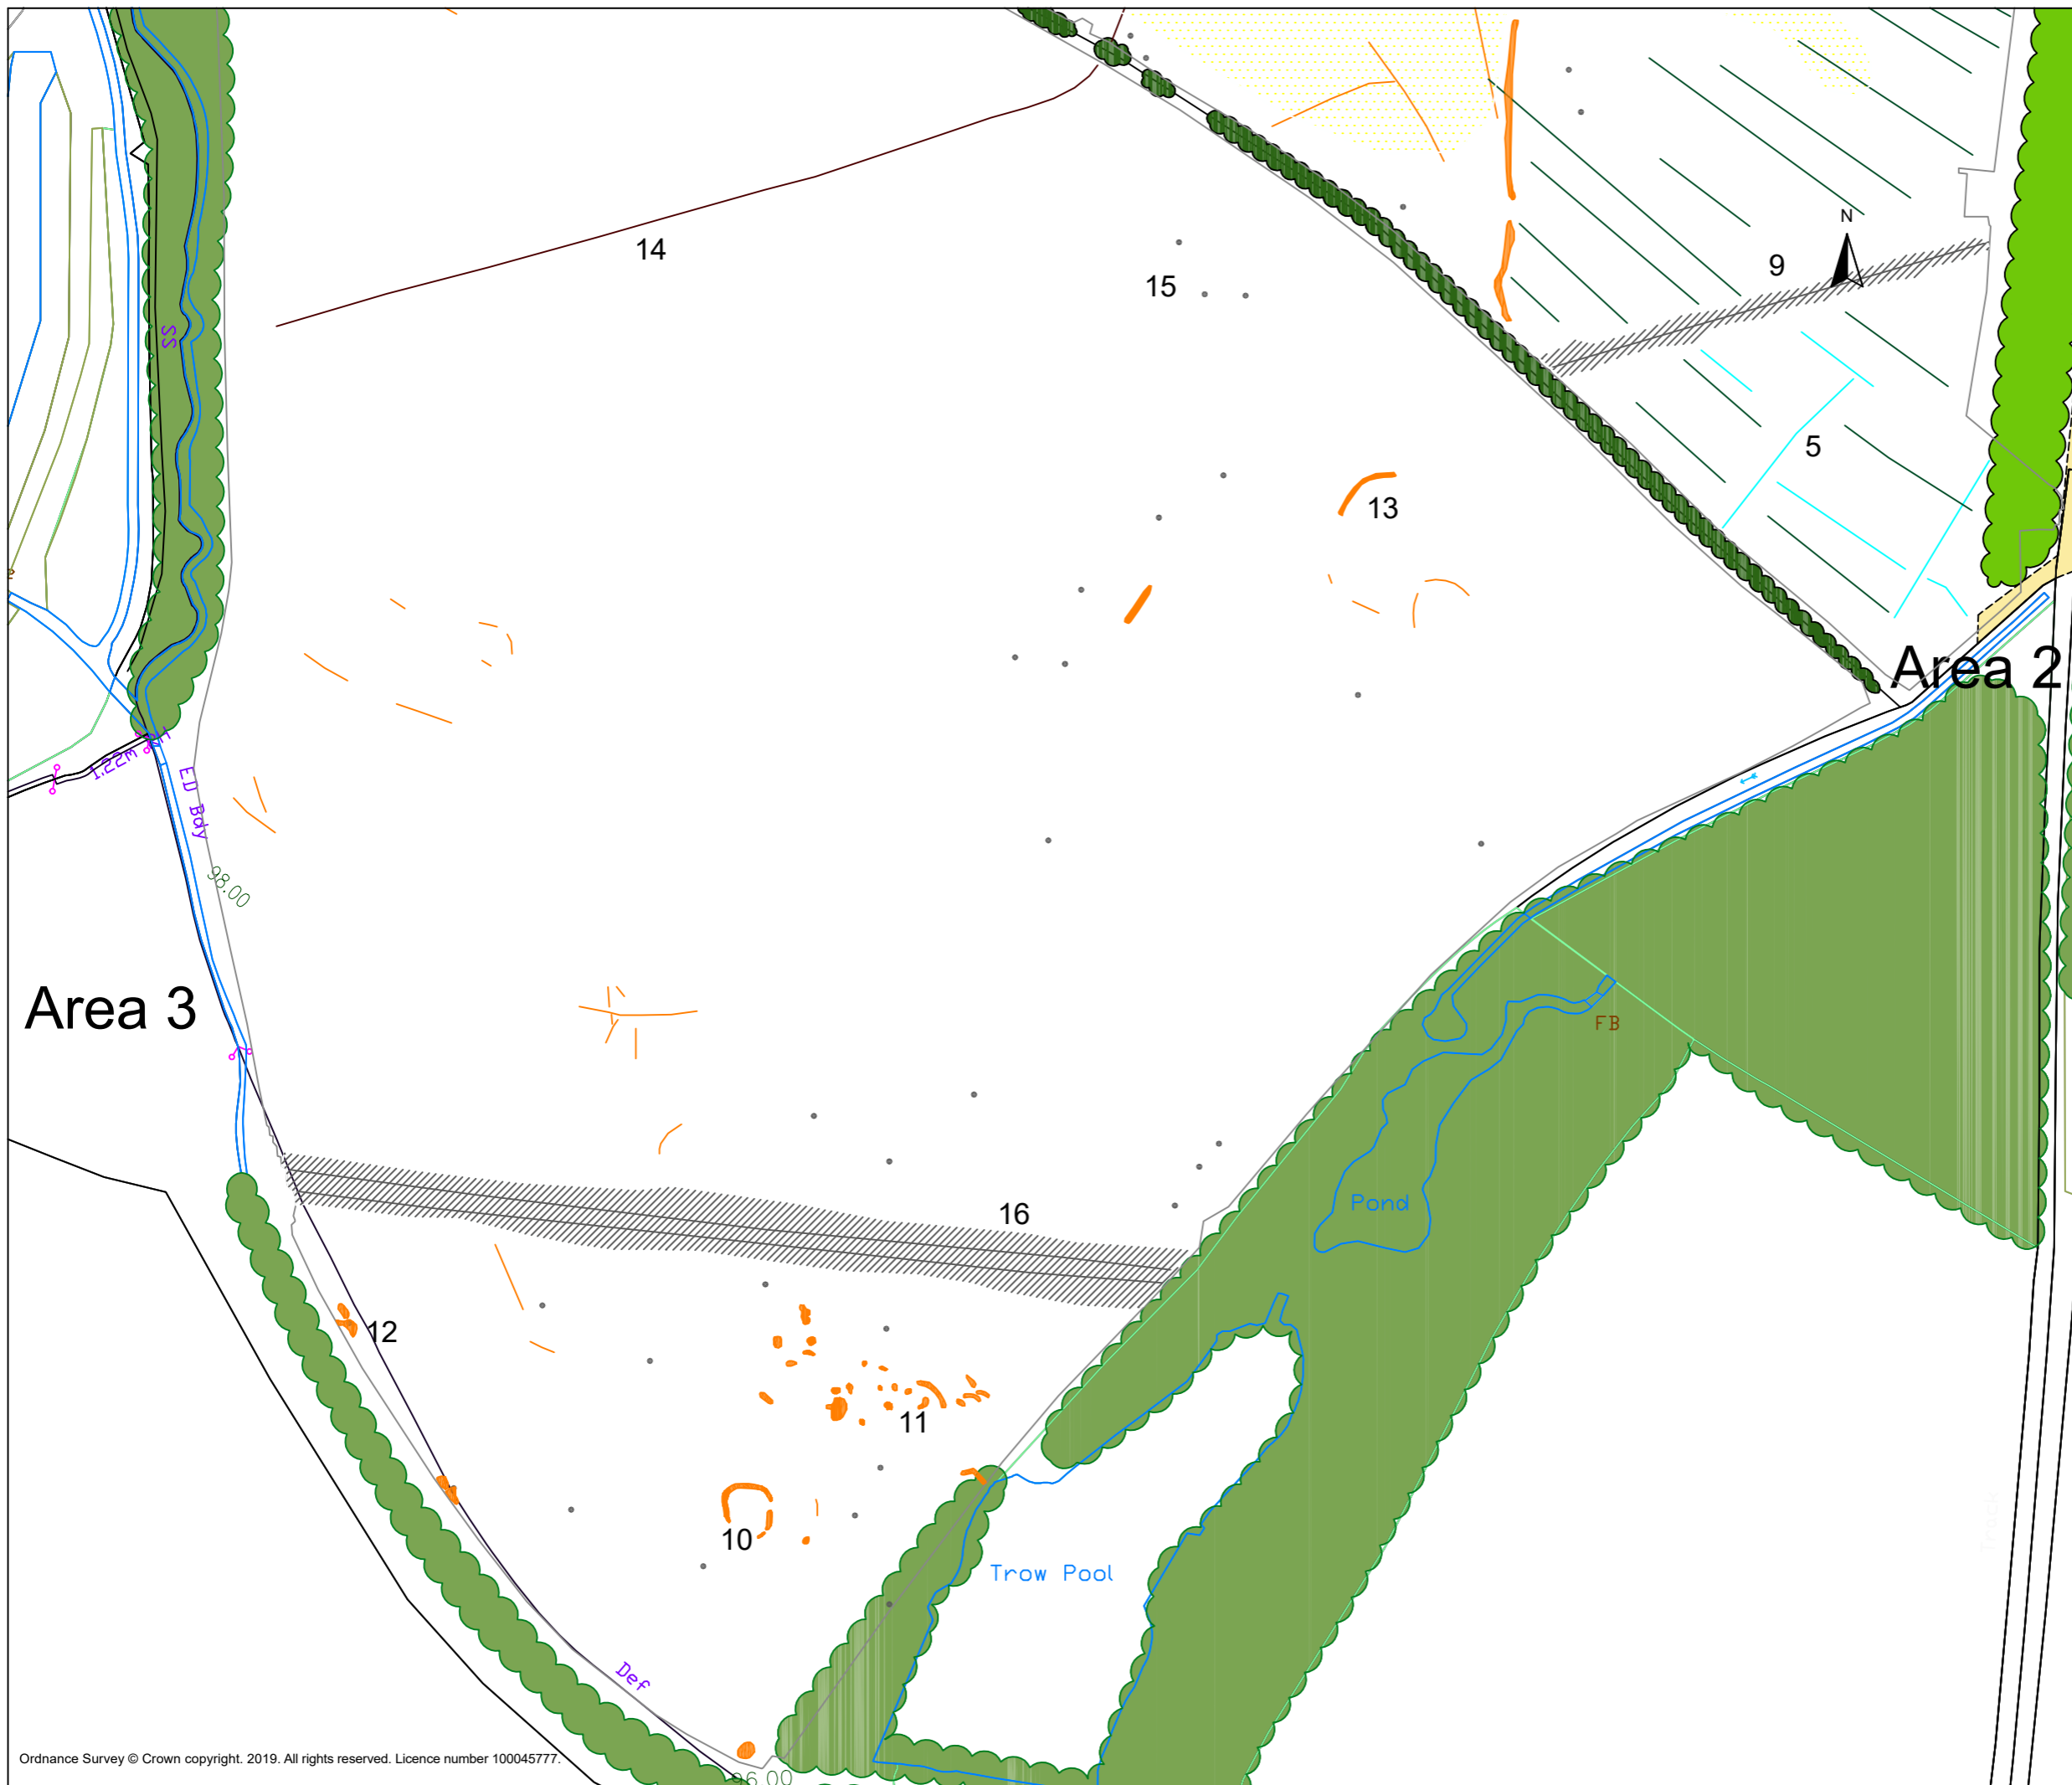 N
14
15
9
SS
5
13
Area 2
1.22m RH
ED Bdy
98.00
Area 3
FB
Pond
16
12
11
10
Trow Pool
Def
Ordnance Survey © Crown copyright. 2019. All rights reserved. Licence number 100045777.
96.00